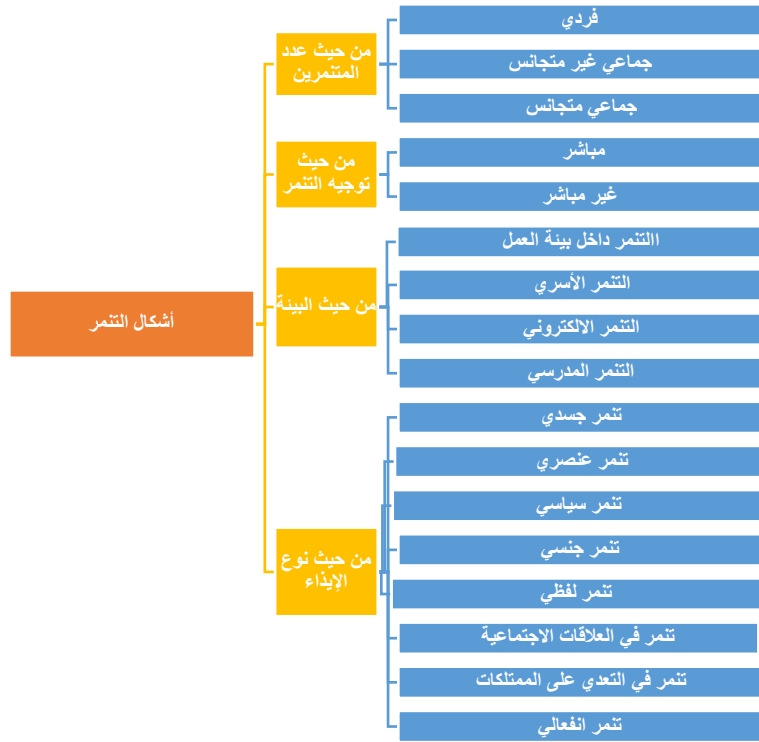 أشكال التنمر
من حيث عدد
المتنمرين
فردي
جماعي غير متجانس
جماعي متجانس
من حيث
توجيه التنمر
مباشر
غير مباشر
من حيث البيئة
االتنمر داخل بيئة العمل
التنمر الأسري
التنمر الالكتروني
التنمر المدرسي
من حيث نوع
الإيذاء
تنمر جسدي
تنمر عنصري
تنمر سياسي
تنمر جنسي
تنمر لفظي
تنمر في العلاقات الاجتماعية
تنمر في التعدي على الممتلكات
تنمر انفعالي